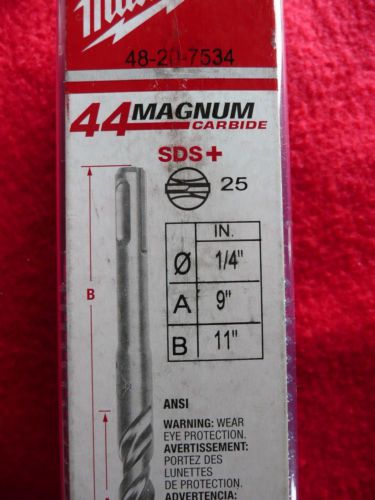 Milwaukee
48-20-7534
44 MAGNUM
CARBIDE
SDS+
25
IN.
Ø 1/4"
A 9"
B 11"
B
ANSI
WARNING: WEAR
EYE PROTECTION.
AVERTISSEMENT:
PORTEZ DES
LUNETTES
DE PROTECTION.
ADVERTENCIA: